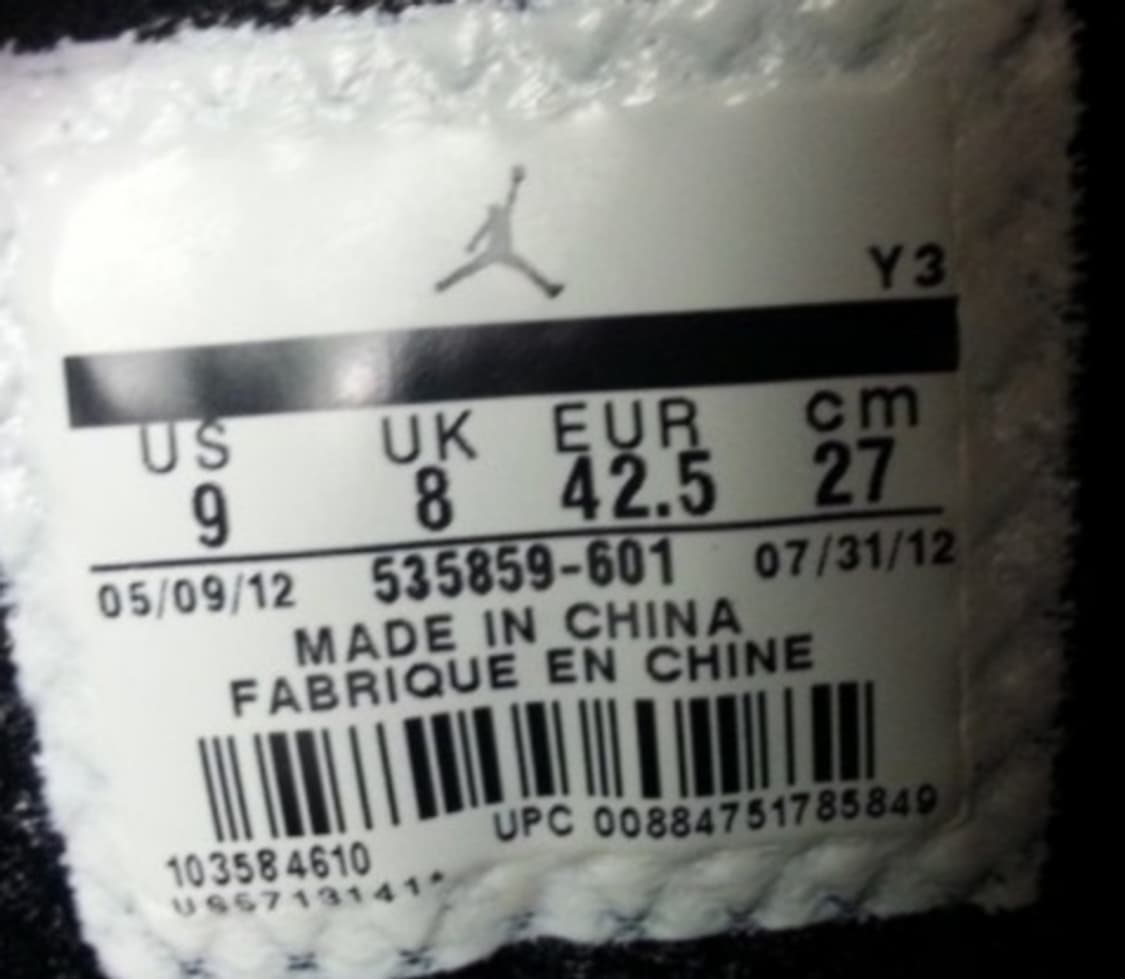 Y3
US UK EUR cm
9 8 42.5 27
05/09/12 535859-601 07/31/12
MADE IN CHINA
FABRIQUE EN CHINE
UPC 00884751785849
103584610